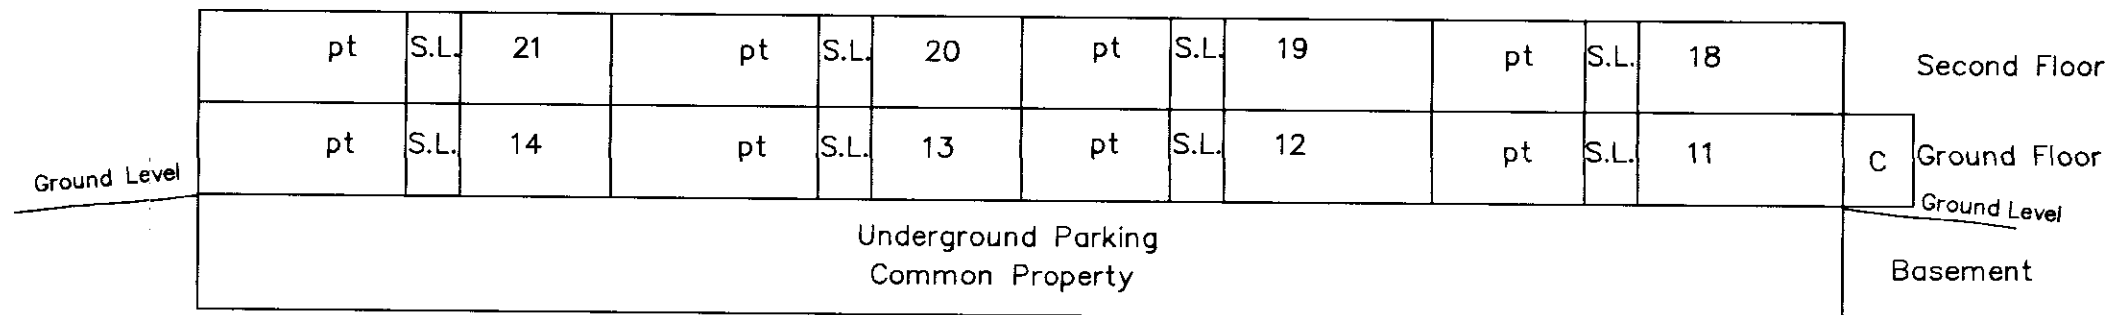 pt S.L. 21 pt S.L. 20 pt S.L. 19 pt S.L. 18 Second Floor
pt S.L. 14 pt S.L. 13 pt S.L. 12 pt S.L. 11 C Ground Floor
Ground Level
Ground Level
Underground Parking
Common Property
Basement